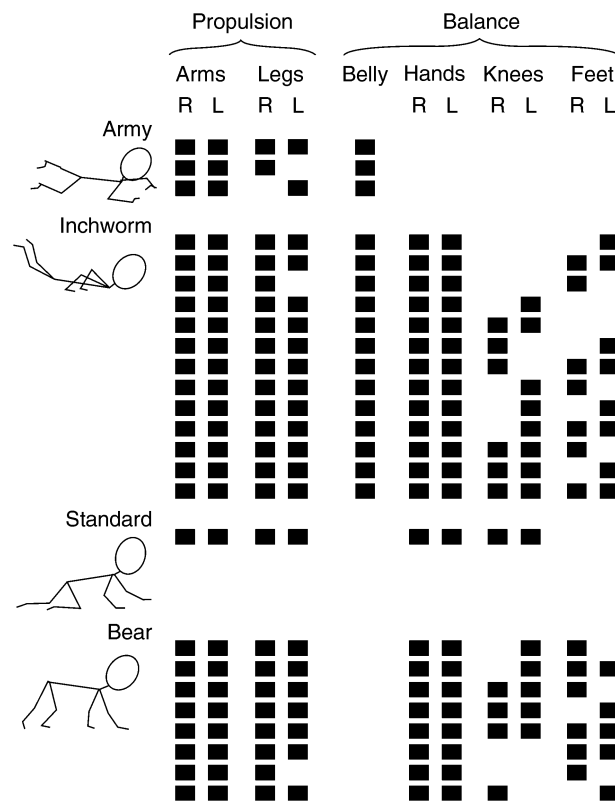 Propulsion Balance
Arms Legs Belly Hands Knees Feet
R L R L R L R L R L
Army
Inchworm
Standard
Bear